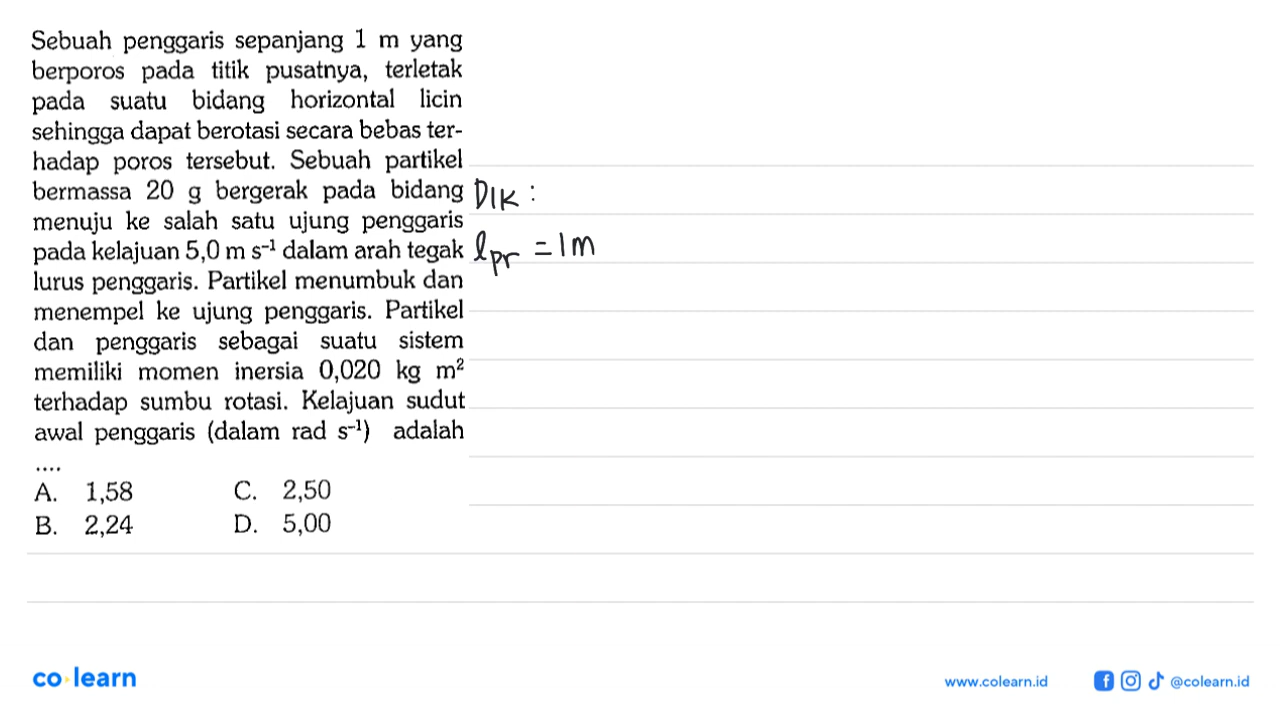 Sebuah penggaris sepanjang 1 m yang
berporos pada titik pusatnya, terletak
pada suatu bidang horizontal licin
sehingga dapat berotasi secara bebas ter-
hadap poros tersebut. Sebuah partikel
bermassa 20 g bergerak pada bidang
menuju ke salah satu ujung penggaris
pada kelajuan 5,0 m s⁻¹ dalam arah tegak
lurus penggaris. Partikel menumbuk dan
menempel ke ujung penggaris. Partikel
dan penggaris sebagai suatu sistem
memiliki momen inersia 0,020 kg m²
terhadap sumbu rotasi. Kelajuan sudut
awal penggaris (dalam rad s⁻¹) adalah
....
A. 1,58 C. 2,50
B. 2,24 D. 5,00
DIK :
l pr = 1 m
co learn
www.colearn.id @colearn.id